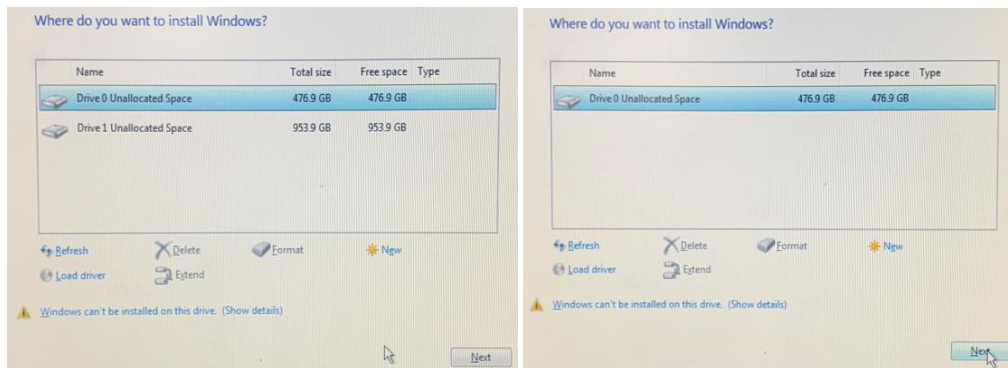 Where do you want to install Windows?
Name Total size Free space Type
Drive 0 Unallocated Space 476.9 GB 476.9 GB
Drive 1 Unallocated Space 953.9 GB 953.9 GB
Refresh Delete Format New
Load driver Extend
Windows can't be installed on this drive. (Show details)
Next
Where do you want to install Windows?
Name Total size Free space Type
Drive 0 Unallocated Space 476.9 GB 476.9 GB
Refresh Delete Format New
Load driver Extend
Windows can't be installed on this drive. (Show details)
Next